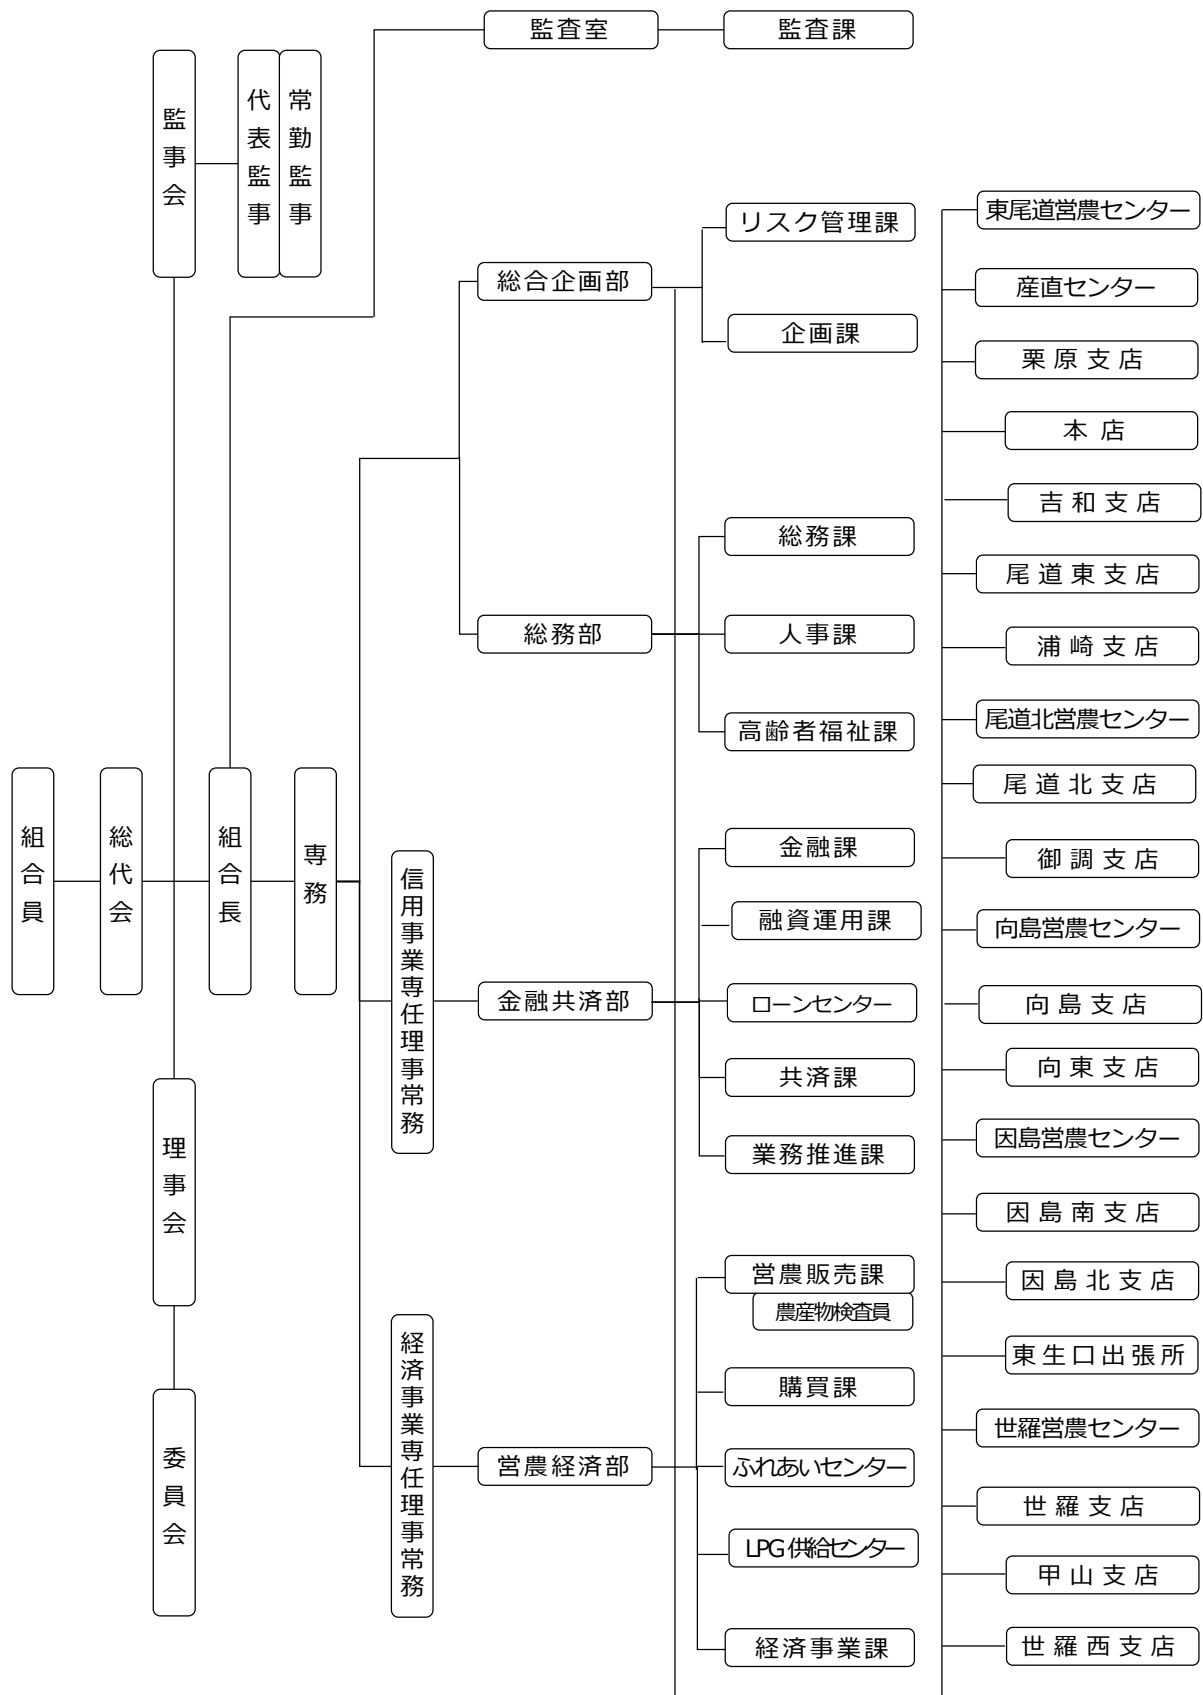 監査室
監査課
監事会
代表監事
常勤監事
組合員
総代会
組合長
専務
理事会
委員会
信用事業専任理事常務
経済事業専任理事常務
総合企画部
リスク管理課
企画課
総務部
総務課
人事課
高齢者福祉課
金融共済部
金融課
融資運用課
ローンセンター
共済課
業務推進課
営農経済部
営農販売課
農産物検査員
購買課
ふれあいセンター
LPG供給センター
経済事業課
東尾道営農センター
産直センター
栗原支店
本店
吉和支店
尾道東支店
浦崎支店
尾道北営農センター
尾道北支店
御調支店
向島営農センター
向島支店
向東支店
因島営農センター
因島南支店
因島北支店
東生口出張所
世羅営農センター
世羅支店
甲山支店
世羅西支店